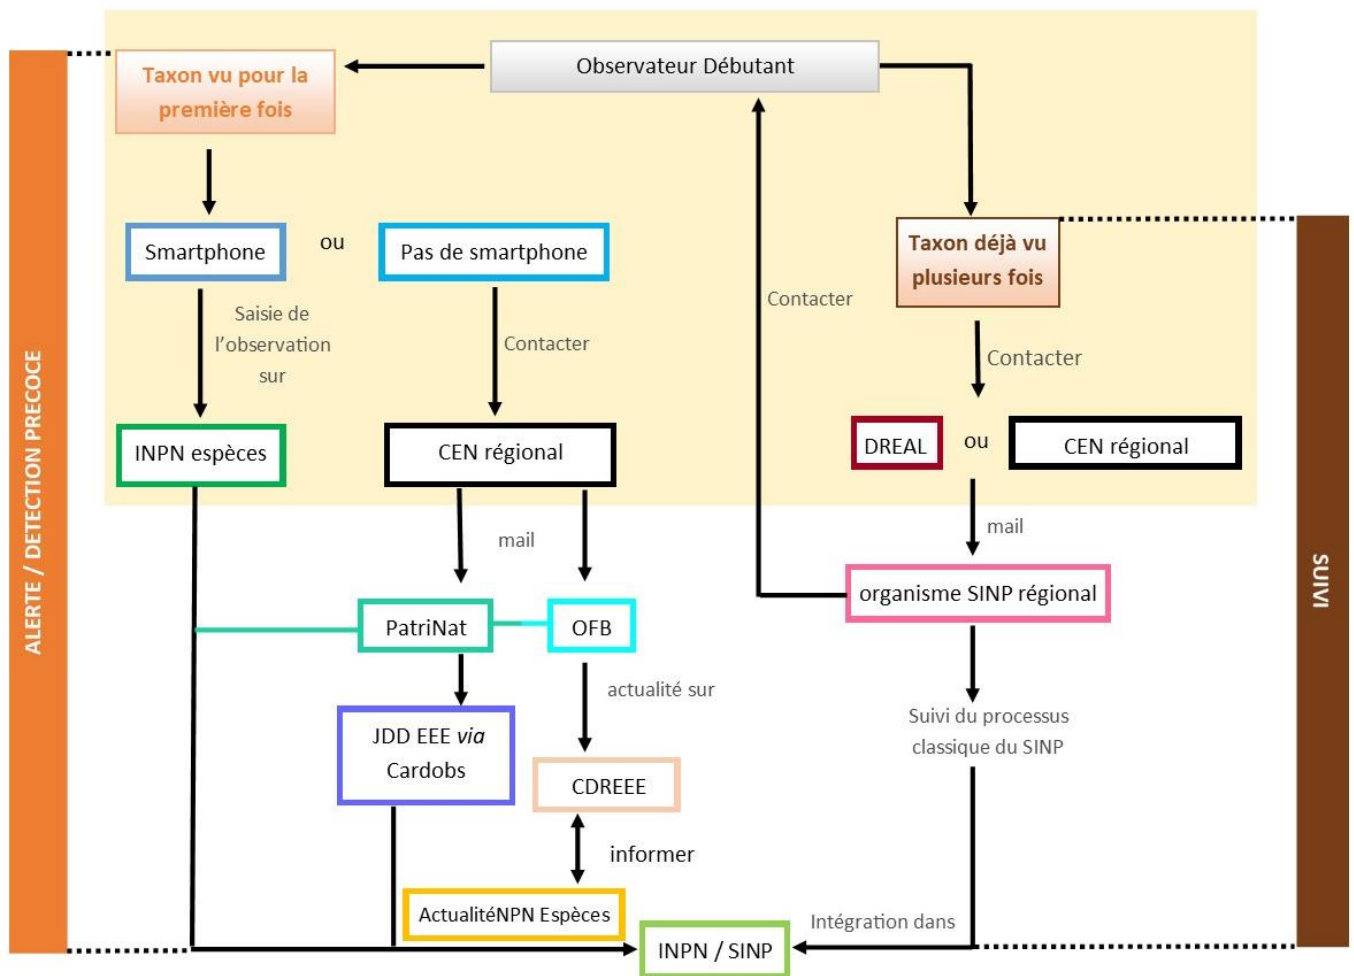 Observateur Débutant
Taxon vu pour la
première fois
Smartphone
ou
Pas de smartphone
Taxon déjà vu
plusieurs fois
Saisie de
l'observation
sur
Contacter
Contacter
Contacter
INPN espèces
CEN régional
DREAL
ou
CEN régional
mail
mail
PatriNat
OFB
organisme SINP régional
actualité sur
JDD EEE via
Cardobs
CDREEE
Suivi du processus
classique du SINP
informer
ActualitéNPN Espèces
Intégration dans
INPN / SINP
ALERTE / DETECTION PRECOCE
SUIVI